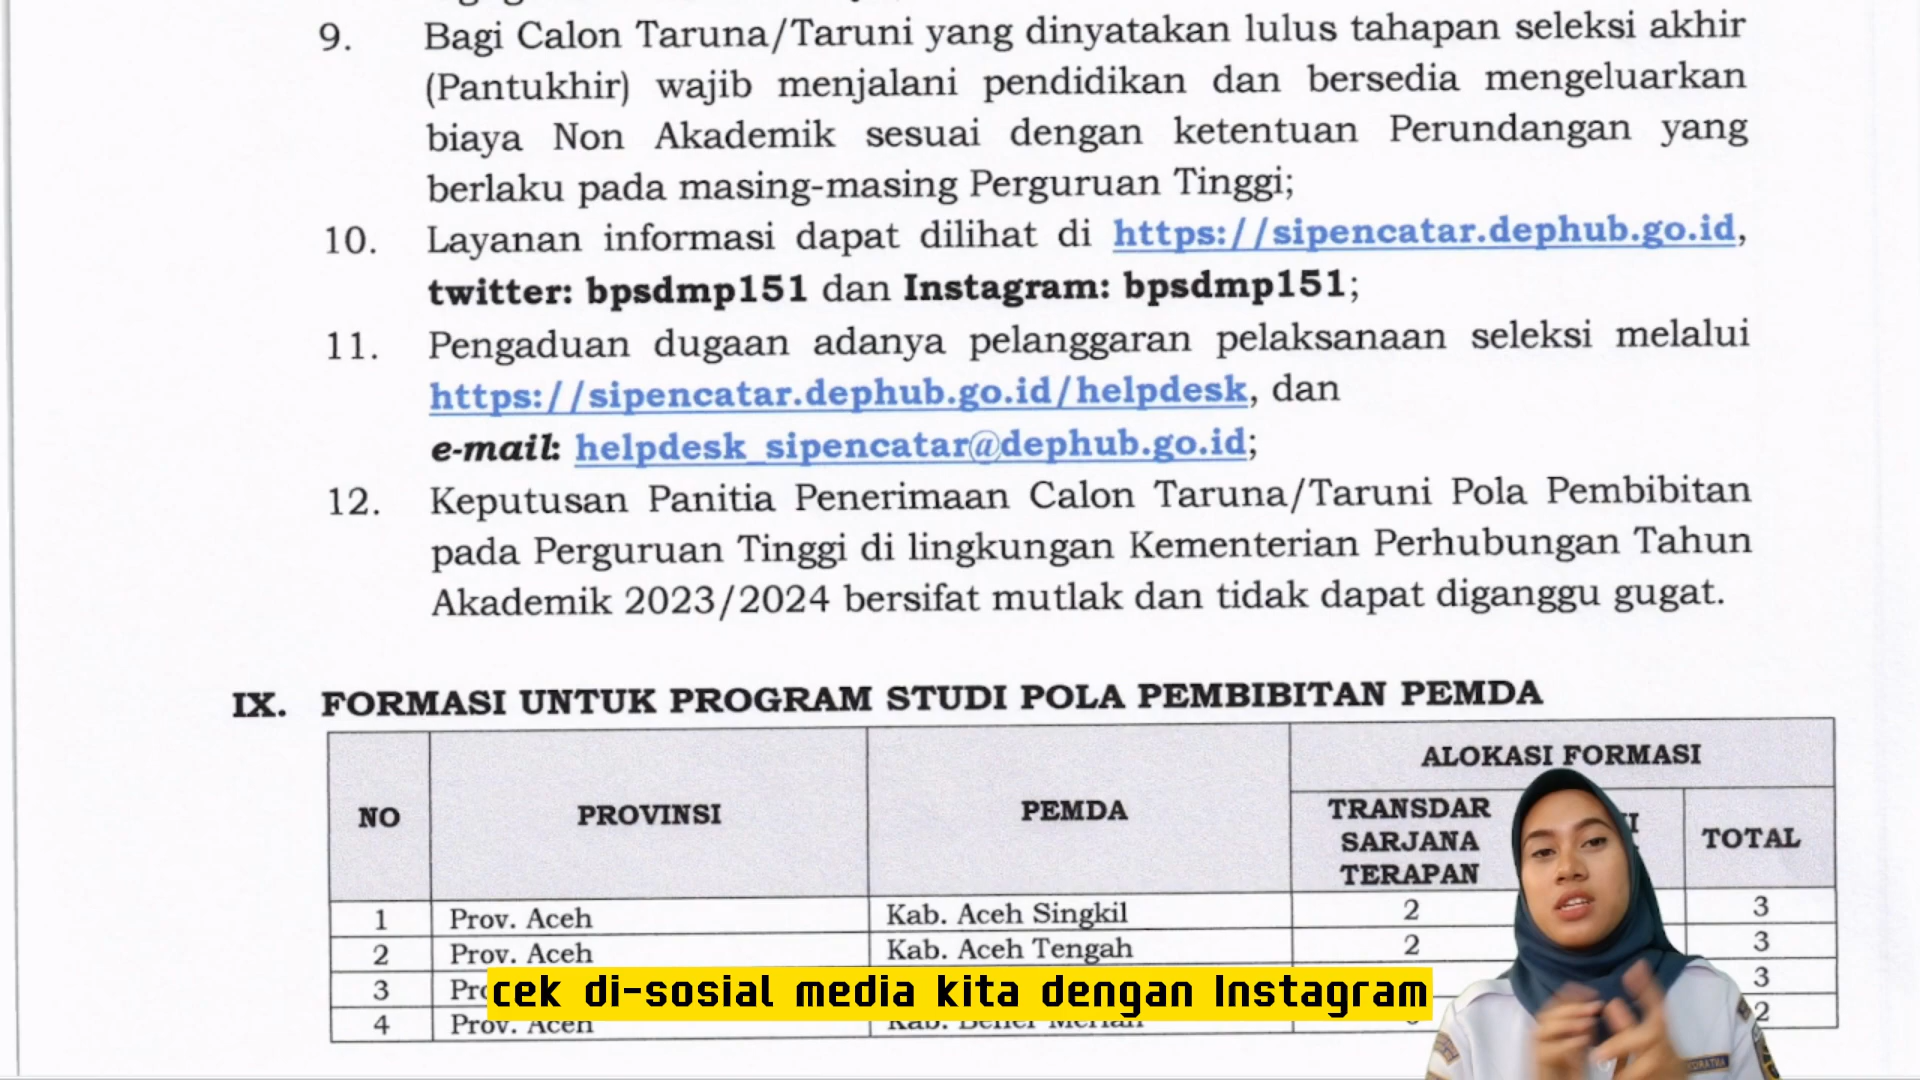 9. Bagi Calon Taruna/Taruni yang dinyatakan lulus tahapan seleksi akhir
(Pantukhir) wajib menjalani pendidikan dan bersedia mengeluarkan
biaya Non Akademik sesuai dengan ketentuan Perundangan yang
berlaku pada masing-masing Perguruan Tinggi;
10. Layanan informasi dapat dilihat di https://sipencatar.dephub.go.id,
twitter: bpsdmp151 dan Instagram: bpsdmp151;
11. Pengaduan dugaan adanya pelanggaran pelaksanaan seleksi melalui
https://sipencatar.dephub.go.id/helpdesk, dan
e-mail: helpdesk_sipencatar@dephub.go.id;
12. Keputusan Panitia Penerimaan Calon Taruna/Taruni Pola Pembibitan
pada Perguruan Tinggi di lingkungan Kementerian Perhubungan Tahun
Akademik 2023/2024 bersifat mutlak dan tidak dapat diganggu gugat.
IX. FORMASI UNTUK PROGRAM STUDI POLA PEMBIBITAN PEMDA
ALOKASI FORMASI
NO PROVINSI PEMDA TRANSDAR SARJANA TERAPAN TOTAL
1 Prov. Aceh Kab. Aceh Singkil 2 3
2 Prov. Aceh Kab. Aceh Tengah 2 3
3 3
4 Prov. Aceh Kab. Bener Meriah 2
cek di-sosial media kita dengan Instagram